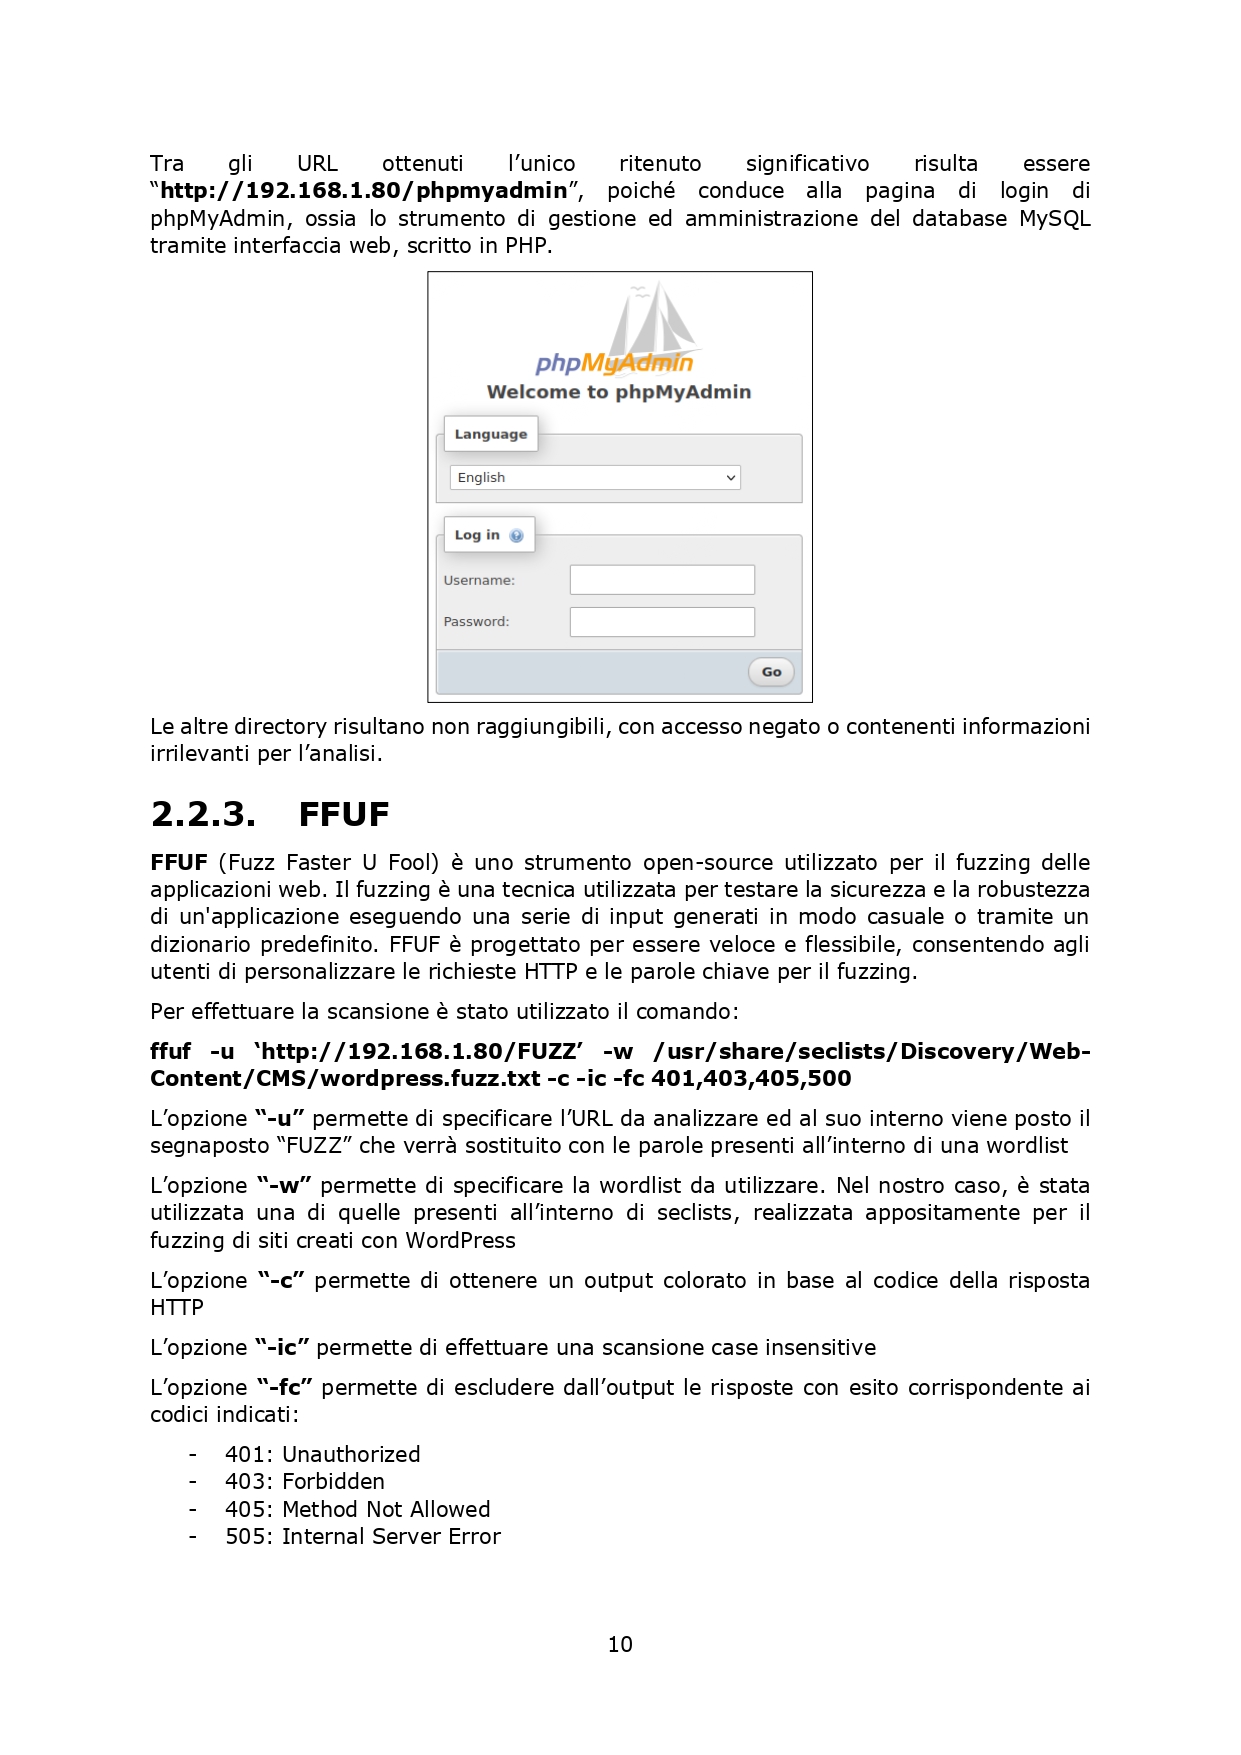 Tra gli URL ottenuti l’unico ritenuto significativo risulta essere
“http://192.168.1.80/phpmyadmin”, poiché conduce alla pagina di login di
phpMyAdmin, ossia lo strumento di gestione ed amministrazione del database MySQL
tramite interfaccia web, scritto in PHP.
phpMyAdmin
Welcome to phpMyAdmin
Language
English
Log in
Username:
Password:
Go
Le altre directory risultano non raggiungibili, con accesso negato o contenenti informazioni
irrilevanti per l’analisi.
2.2.3. FFUF
FFUF (Fuzz Faster U Fool) è uno strumento open-source utilizzato per il fuzzing delle
applicazioni web. Il fuzzing è una tecnica utilizzata per testare la sicurezza e la robustezza
di un'applicazione eseguendo una serie di input generati in modo casuale o tramite un
dizionario predefinito. FFUF è progettato per essere veloce e flessibile, consentendo agli
utenti di personalizzare le richieste HTTP e le parole chiave per il fuzzing.
Per effettuare la scansione è stato utilizzato il comando:
ffuf -u ‘http://192.168.1.80/FUZZ’ -w /usr/share/seclists/Discovery/Web-
Content/CMS/wordpress.fuzz.txt -c -ic -fc 401,403,405,500
L’opzione “-u” permette di specificare l’URL da analizzare ed al suo interno viene posto il
segnaposto “FUZZ” che verrà sostituito con le parole presenti all’interno di una wordlist
L’opzione “-w” permette di specificare la wordlist da utilizzare. Nel nostro caso, è stata
utilizzata una di quelle presenti all’interno di seclists, realizzata appositamente per il
fuzzing di siti creati con WordPress
L’opzione “-c” permette di ottenere un output colorato in base al codice della risposta
HTTP
L’opzione “-ic” permette di effettuare una scansione case insensitive
L’opzione “-fc” permette di escludere dall’output le risposte con esito corrispondente ai
codici indicati:
- 401: Unauthorized
- 403: Forbidden
- 405: Method Not Allowed
- 505: Internal Server Error
10